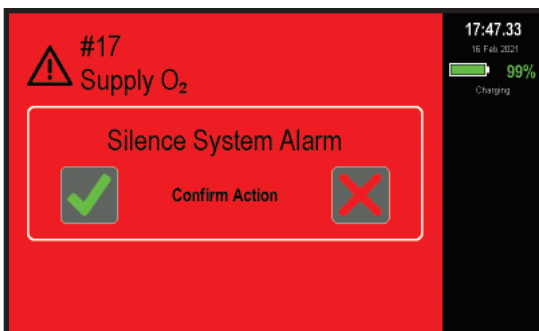 #17
Supply O₂
Silence System Alarm
Confirm Action
17:47.33
16 Feb 2021
99%
Charging